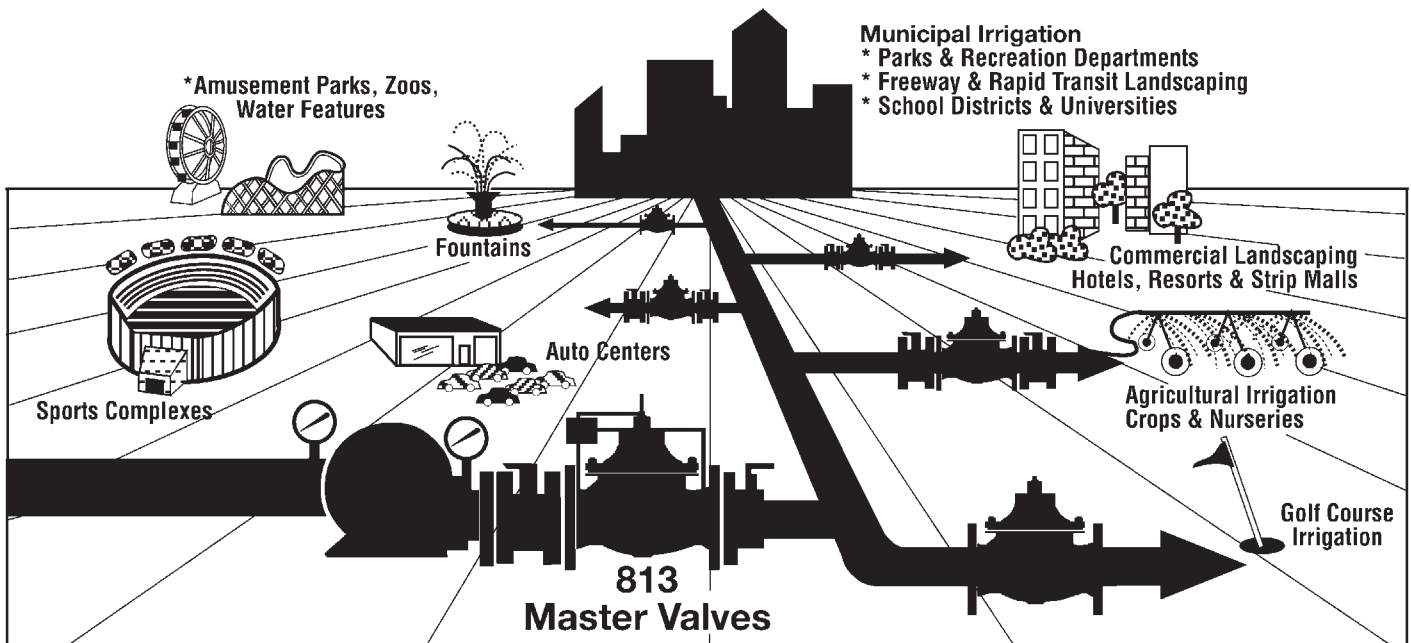 Municipal Irrigation
* Parks & Recreation Departments
* Freeway & Rapid Transit Landscaping
* School Districts & Universities
*Amusement Parks, Zoos,
Water Features
Fountains
Commercial Landscaping
Hotels, Resorts & Strip Malls
Auto Centers
Sports Complexes
Agricultural Irrigation
Crops & Nurseries
Golf Course
Irrigation
813
Master Valves